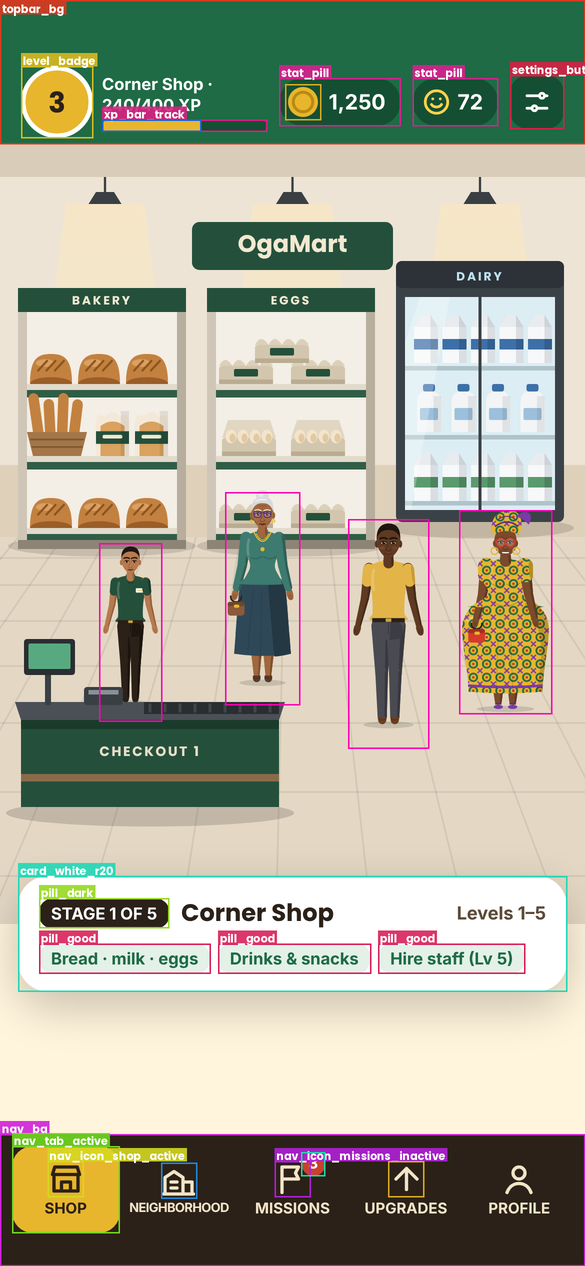 topbar_bg
level_badge
3
Corner Shop ·
240/400 XP
xp_bar_track
stat_pill
1,250
stat_pill
72
settings_but
OgaMart
BAKERY
EGGS
DAIRY
CHECKOUT 1
card_white_r20
pill_dark
STAGE 1 OF 5
Corner Shop
Levels 1–5
pill_good
pill_good
pill_good
Bread · milk · eggs
Drinks & snacks
Hire staff (Lv 5)
nav_bg
nav_tab_active
nav_icon_shop_active
nav_icon_missions_inactive
3
SHOP
NEIGHBORHOOD
MISSIONS
UPGRADES
PROFILE